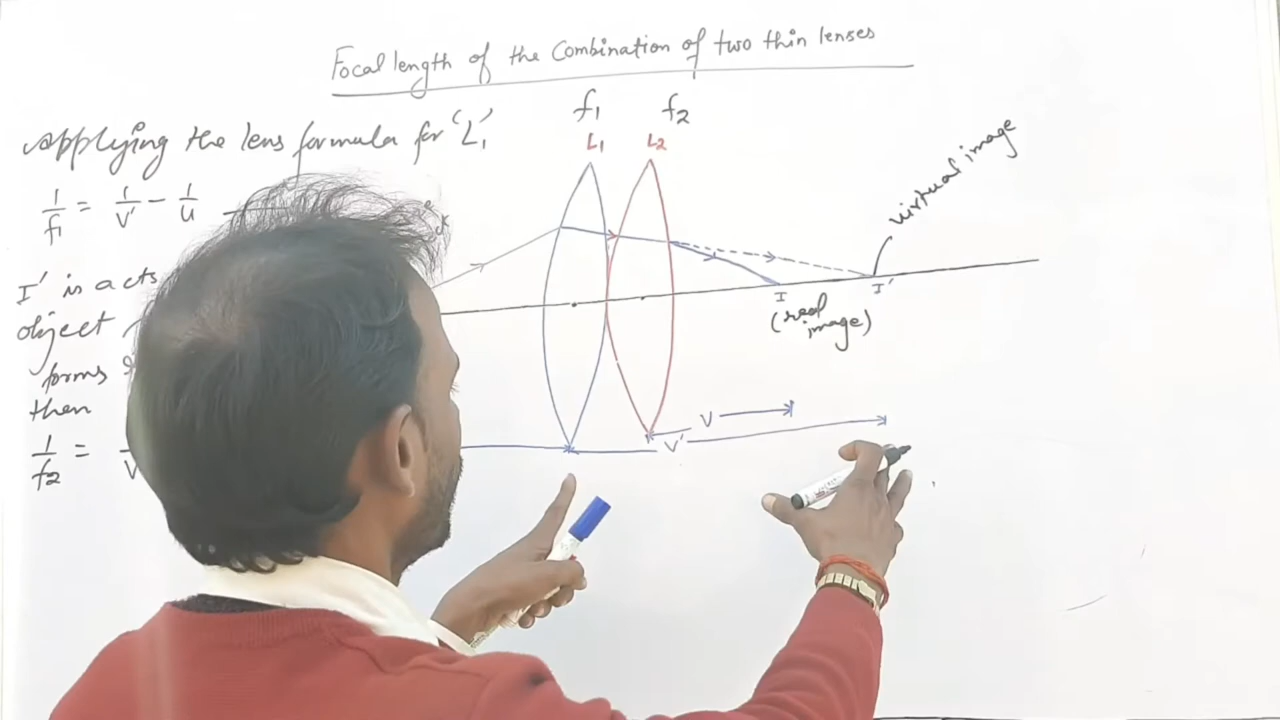 Focal length of the Combination of two thin lenses
Applying the lens formula for 'L1'
1/f1 = 1/v' - 1/u
I' is acts
object
forms
then
1/f2 =
f1 f2
L1 L2
virtual image
I I'
(real image)
V
V'